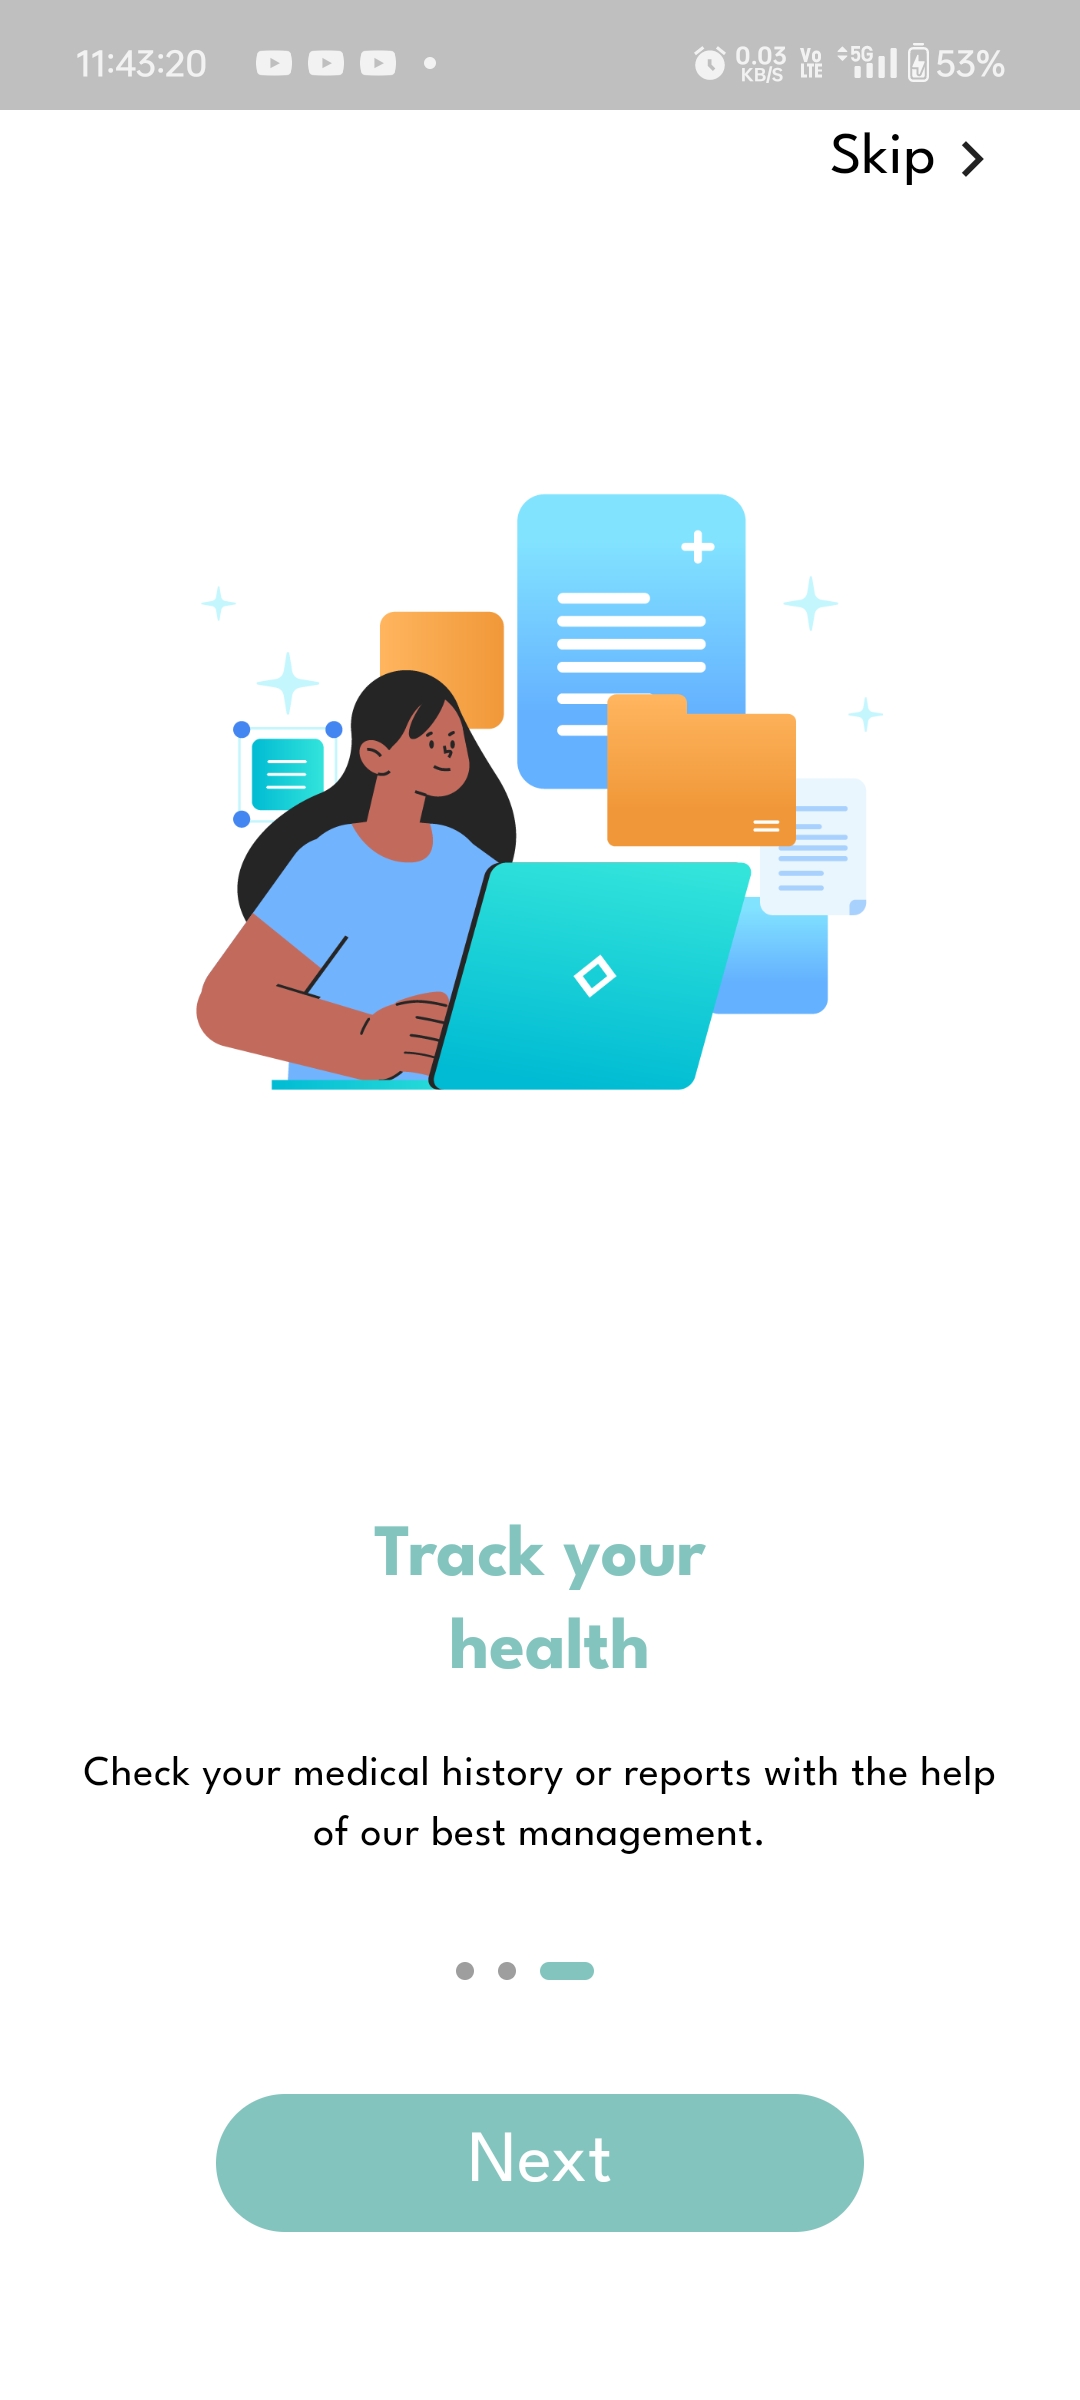 11:43:20 0.03 KB/S Vo LTE 5G 53%
Skip
Track your
health
Check your medical history or reports with the help
of our best management.
Next